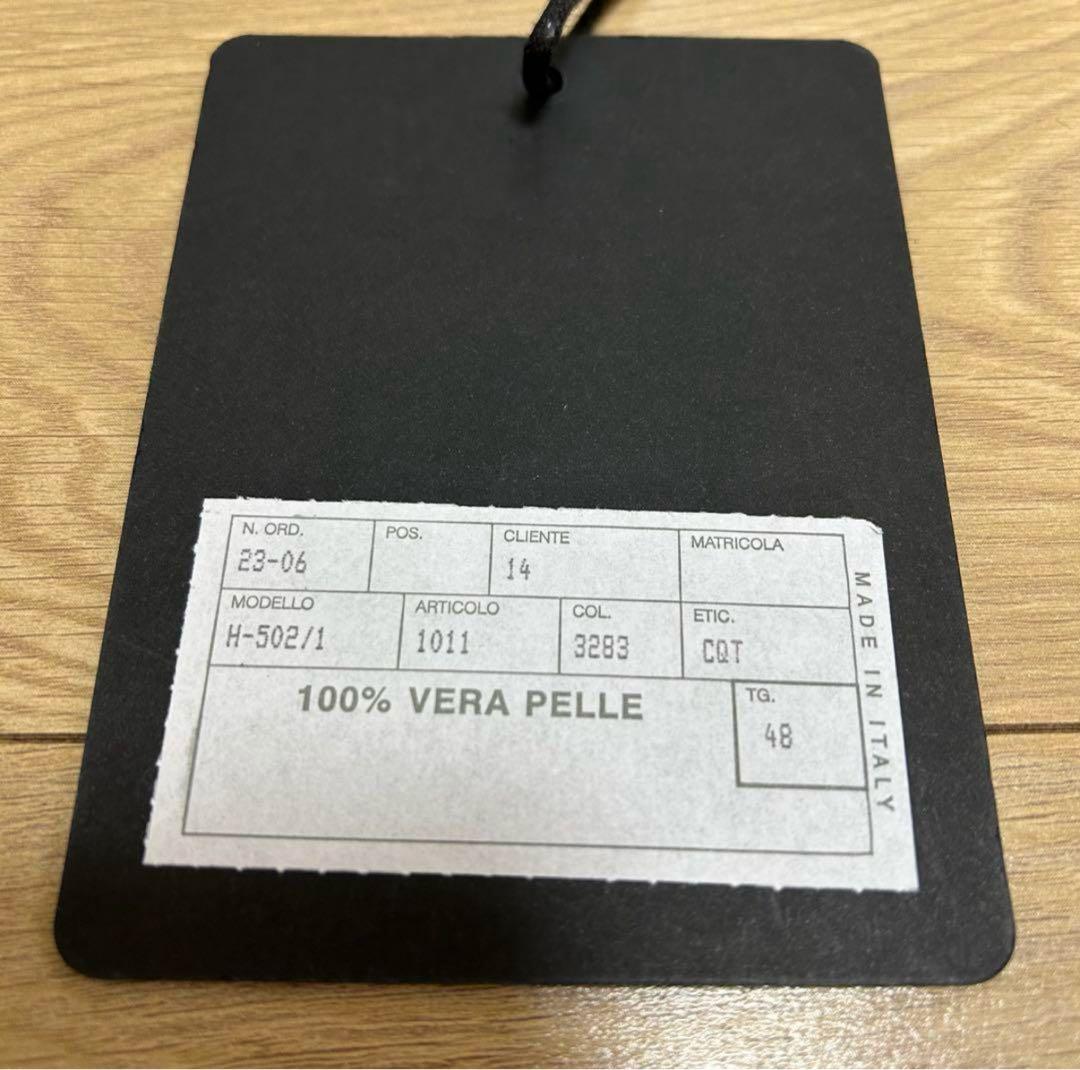 N. ORD. POS. CLIENTE MATRICOLA
23-06 14
MODELLO ARTICOLO COL. ETIC.
H-502/1 1011 3283 CQT
100% VERA PELLE
TG.
48
MADE IN ITALY